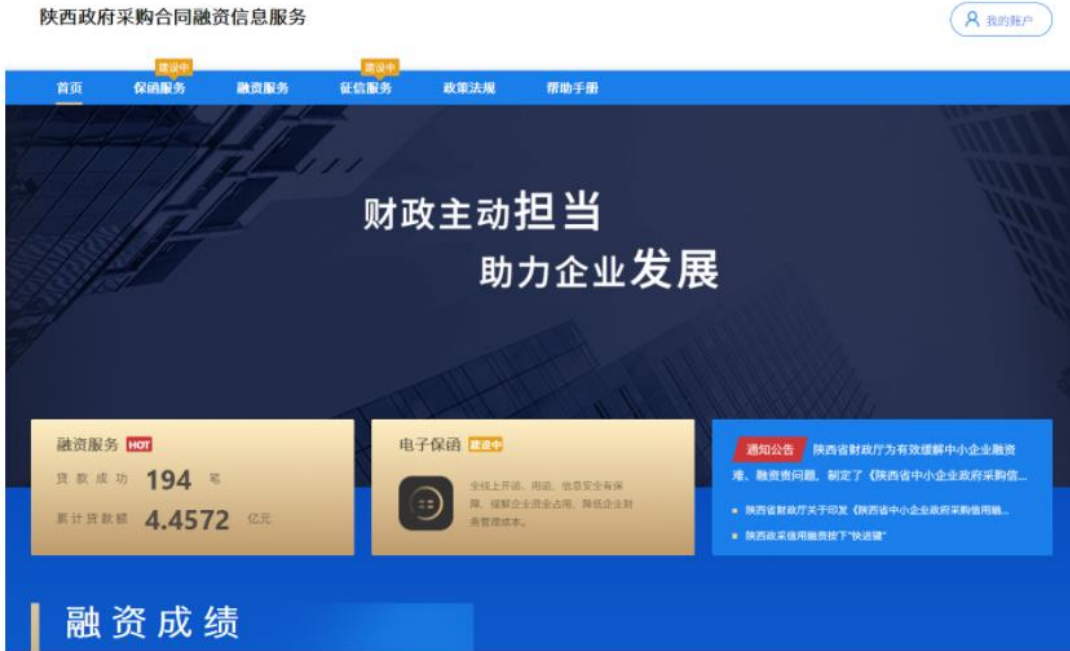 陕西政府采购合同融资信息服务
我的账户
建设中
建设中
首页 保函服务 融资服务 征信服务 政策法规 帮助手册
财政主动担当
助力企业发展
融资服务 HOT
贷款成功 194 笔
累计贷款额 4.4572 亿元
电子保函 建设中
全线上开函、用函，信息安全有保
障，缓解企业资金占用，降低企业财
务管理成本。
通知公告 陕西省财政厅为有效缓解中小企业融资
难、融资贵问题，制定了《陕西省中小企业政府采购信...
陕西省财政厅关于印发《陕西省中小企业政府采购信用融...
陕西政采信用融资按下“快进键”
融资成绩